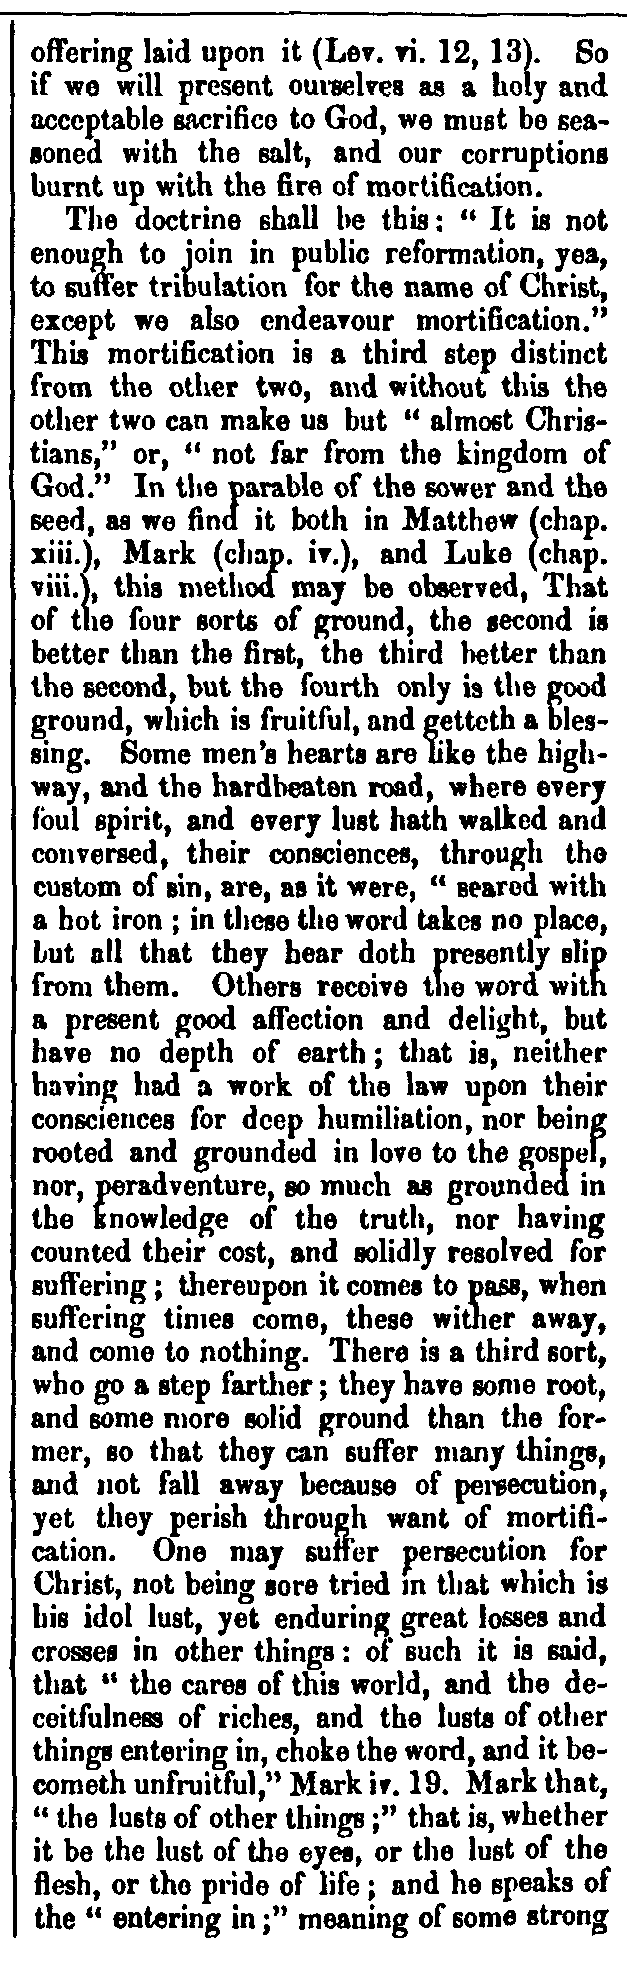 offering laid upon it (Lev. vi. 12, 13). So
if we will present ourselves as a holy and
acceptable sacrifice to God, we must be sea-
soned with the salt, and our corruptions
burnt up with the fire of mortification.
The doctrine shall be this: “ It is not
enough to join in public reformation, yea,
to suffer tribulation for the name of Christ,
except we also endeavour mortification.”
This mortification is a third step distinct
from the other two, and without this the
other two can make us but “ almost Chris-
tians,” or, “ not far from the kingdom of
God.” In the parable of the sower and the
seed, as we find it both in Matthew (chap.
xiii.), Mark (chap. iv.), and Luke (chap.
viii.), this method may be observed, That
of the four sorts of ground, the second is
better than the first, the third better than
the second, but the fourth only is the good
ground, which is fruitful, and getteth a bles-
sing. Some men’s hearts are like the high-
way, and the hardbeaten road, where every
foul spirit, and every lust hath walked and
conversed, their consciences, through the
custom of sin, are, as it were, “ seared with
a hot iron ; in these the word takes no place,
but all that they hear doth presently slip
from them. Others receive the word with
a present good affection and delight, but
have no depth of earth ; that is, neither
having had a work of the law upon their
consciences for deep humiliation, nor being
rooted and grounded in love to the gospel,
nor, peradventure, so much as grounded in
the knowledge of the truth, nor having
counted their cost, and solidly resolved for
suffering ; thereupon it comes to pass, when
suffering times come, these wither away,
and come to nothing. There is a third sort,
who go a step farther ; they have some root,
and some more solid ground than the for-
mer, so that they can suffer many things,
and not fall away because of persecution,
yet they perish through want of mortifi-
cation. One may suffer persecution for
Christ, not being sore tried in that which is
his idol lust, yet enduring great losses and
crosses in other things : of such it is said,
that “ the cares of this world, and the de-
ceitfulness of riches, and the lusts of other
things entering in, choke the word, and it be-
cometh unfruitful,” Mark iv. 19. Mark that,
“ the lusts of other things ;” that is, whether
it be the lust of the eyes, or the lust of the
flesh, or the pride of life ; and he speaks of
the “ entering in ;” meaning of some strong